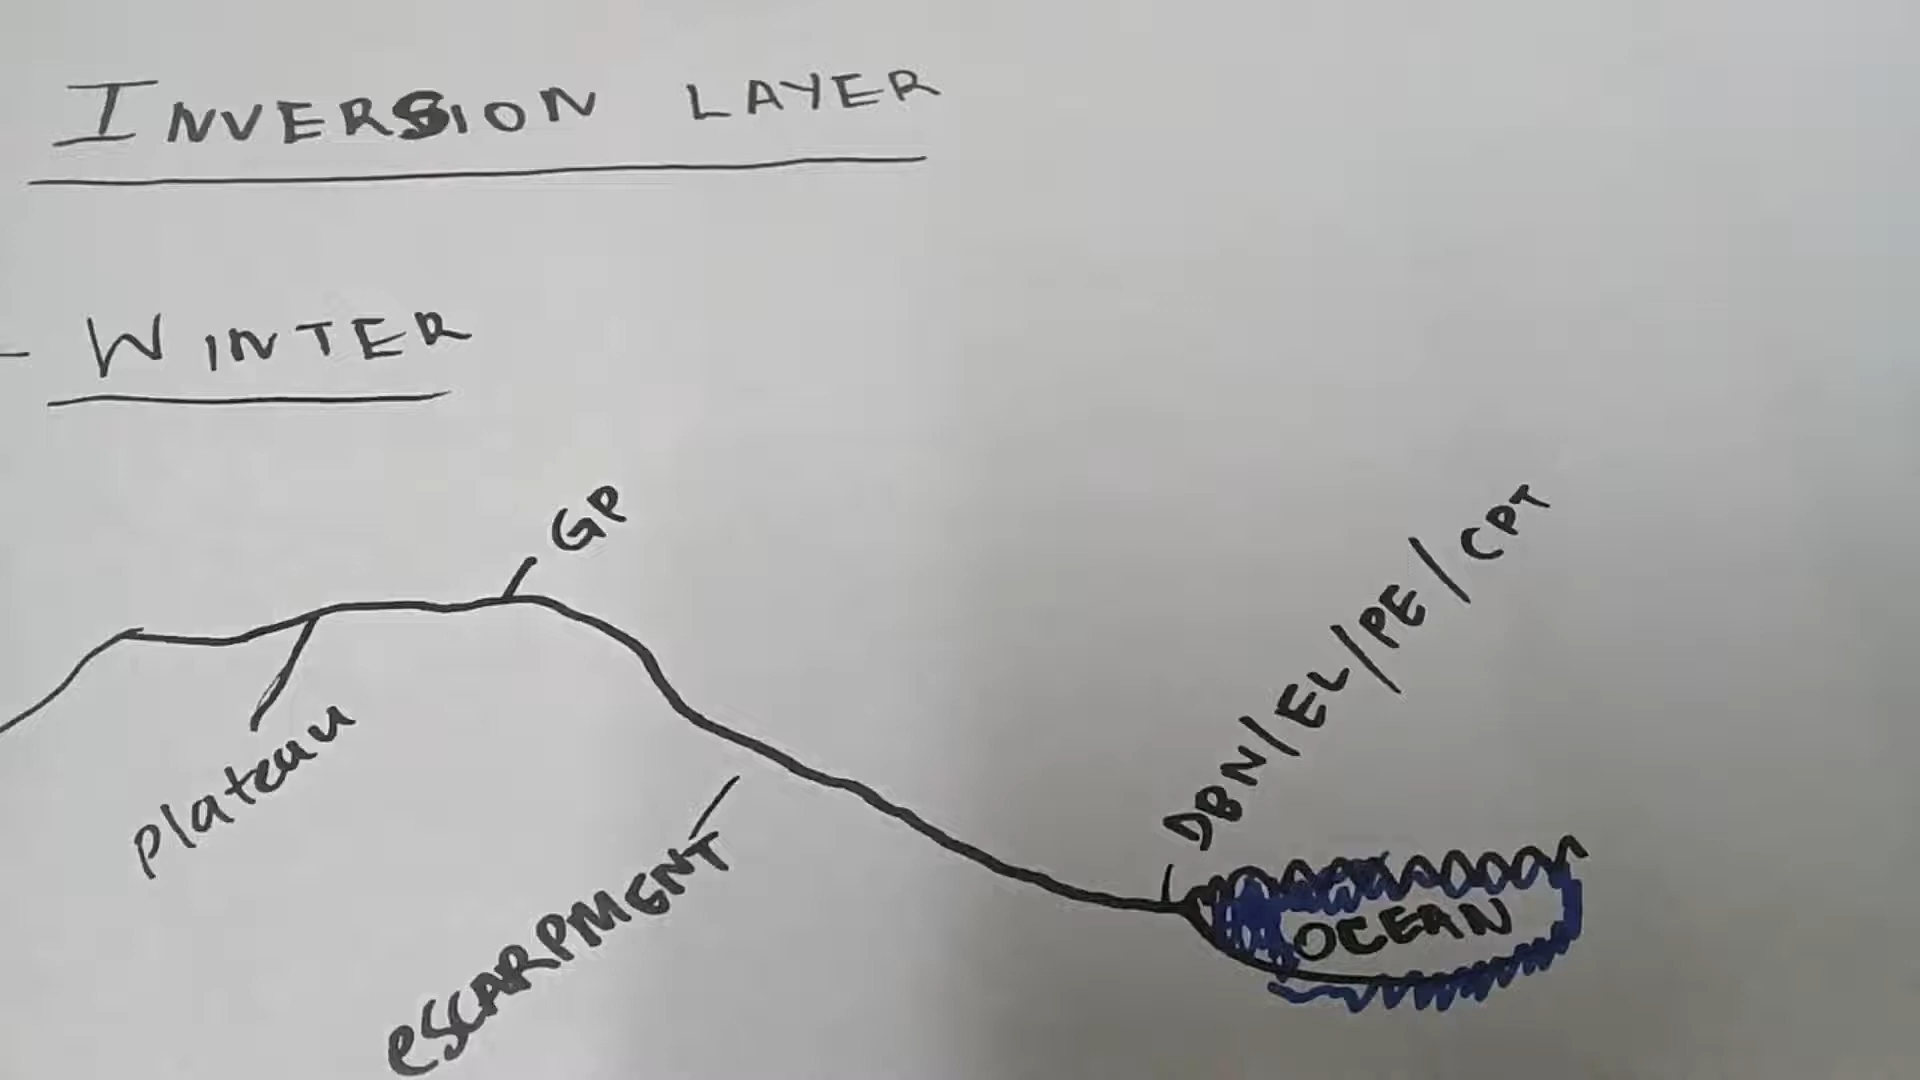 INVERSION LAYER
- WINTER
GP
plateau
eSCARPMENT
DBN/EL/PE/CPT
OCEAN